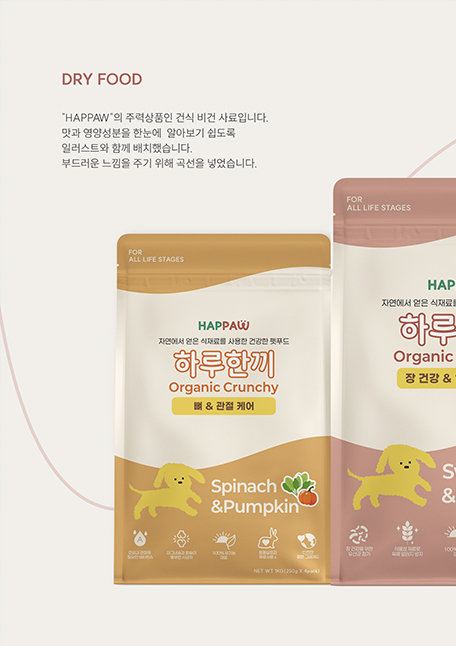 DRY FOOD
"HAPPAW"의 주력상품인 건식 비건 사료입니다.
맛과 영양성분을 한눈에 알아보기 쉽도록
일러스트와 함께 배치했습니다.
부드러운 느낌을 주기 위해 곡선을 넣었습니다.
FOR
ALL LIFE STAGES
HAPPAW
자연에서 얻은 식재료를 사용한 건강한 펫푸드
하루한끼
Organic Crunchy
뼈 & 관절 케어
Spinach
&Pumpkin
FOR
ALL LIFE STAGES
HAP
자연에서 얻은 식재료를
하루
Organic
장 건강 &
&